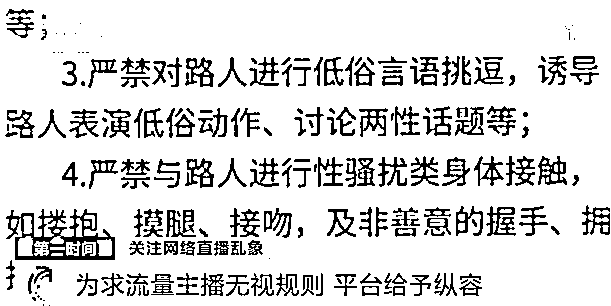 等；
3.严禁对路人进行低俗言语挑逗，诱导
路人表演低俗动作、讨论两性话题等；
4.严禁与路人进行性骚扰类身体接触，
如搂抱、摸腿、接吻，及非善意的握手、拥
第一时间 关注网络直播乱象
为求流量主播无视规则 平台给予纵容